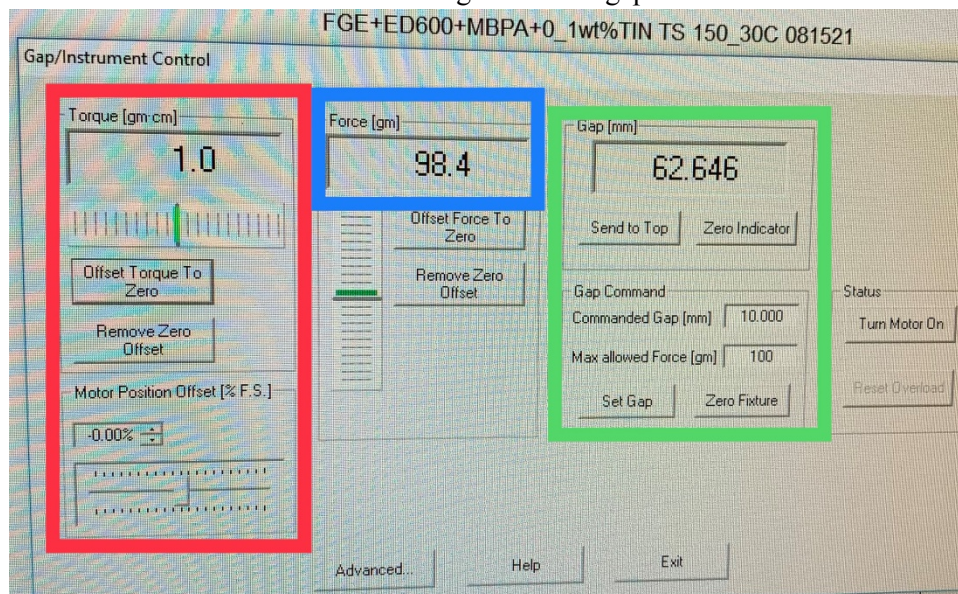 FGE+ED600+MBPA+0_1wt%TIN TS 150_30C 081521
Gap/Instrument Control
Torque [gm·cm]
1.0
Offset Torque To
Zero
Remove Zero
Offset
Motor Position Offset [% F.S.]
-0.00%
Force [gm]
98.4
Offset Force To
Zero
Remove Zero
Offset
Gap [mm]
62.646
Send to Top
Zero Indicator
Gap Command
Commanded Gap [mm] 10.000
Max allowed Force [gm] 100
Set Gap
Zero Fixture
Status
Turn Motor On
Reset Overload
Advanced...
Help
Exit